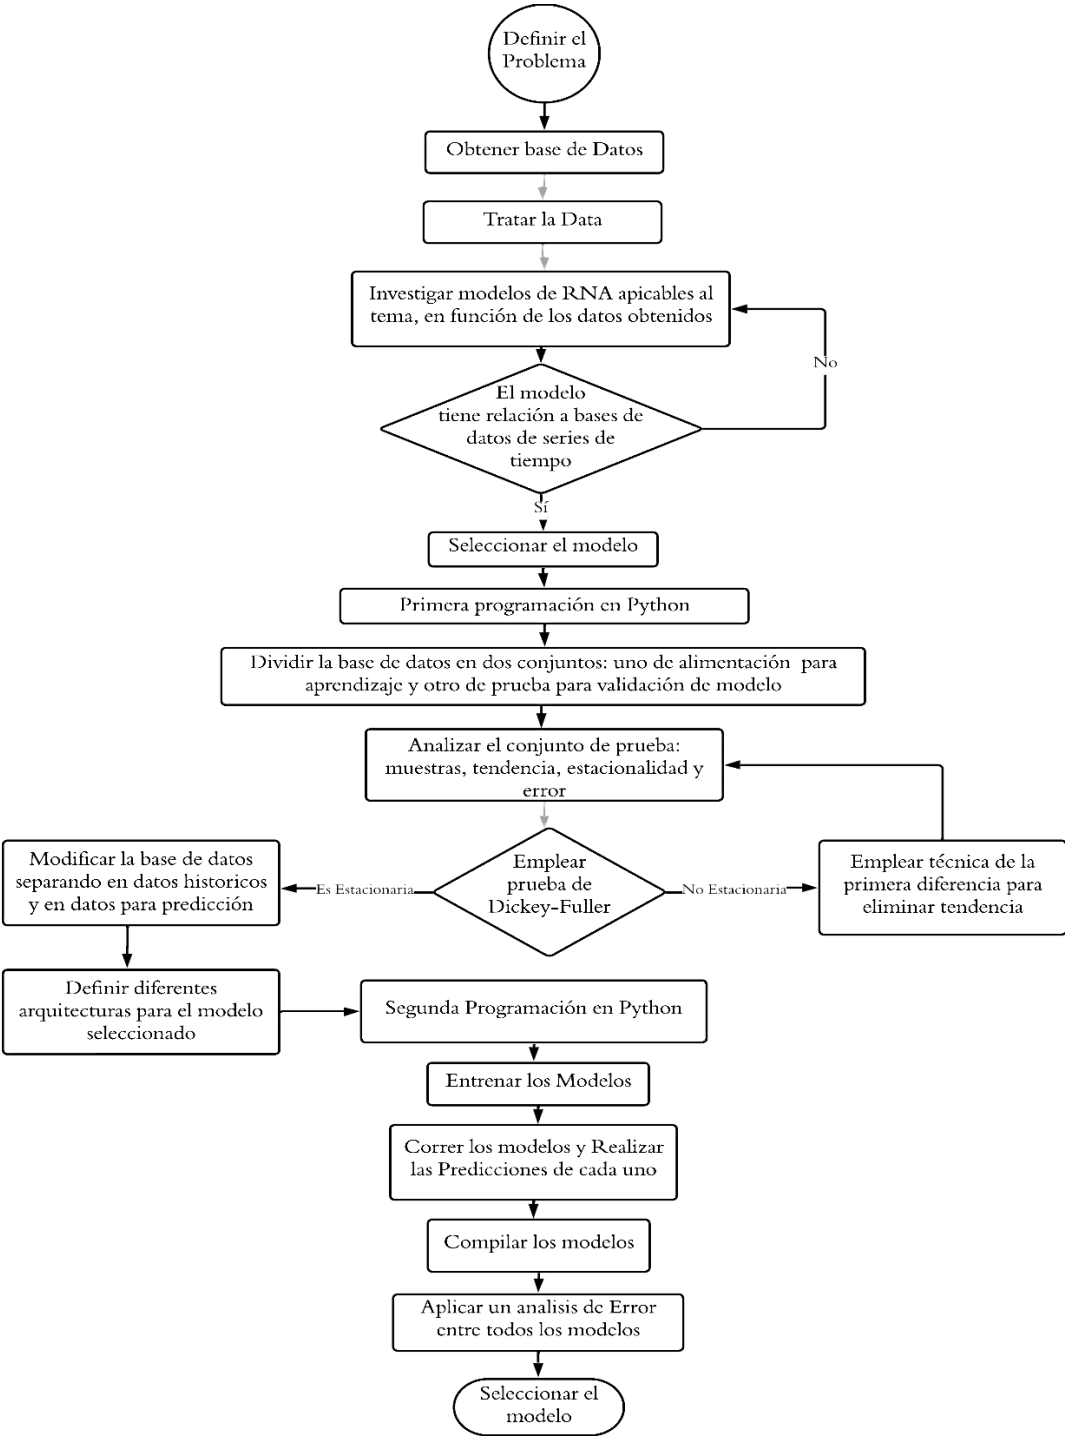 Definir el
Problema
Obtener base de Datos
Tratar la Data
Investigar modelos de RNA apicables al
tema, en función de los datos obtenidos
No
El modelo
tiene relación a bases de
datos de series de
tiempo
Sí
Seleccionar el modelo
Primera programación en Python
Dividir la base de datos en dos conjuntos: uno de alimentación para
aprendizaje y otro de prueba para validación de modelo
Analizar el conjunto de prueba:
muestras, tendencia, estacionalidad y
error
Modificar la base de datos
separando en datos historicos
y en datos para predicción
Es Estacionaria
Emplear
prueba de
Dickey-Fuller
No Estacionaria
Emplear técnica de la
primera diferencia para
eliminar tendencia
Definir diferentes
arquitecturas para el modelo
seleccionado
Segunda Programación en Python
Entrenar los Modelos
Correr los modelos y Realizar
las Predicciones de cada uno
Compilar los modelos
Aplicar un analisis de Error
entre todos los modelos
Seleccionar el
modelo